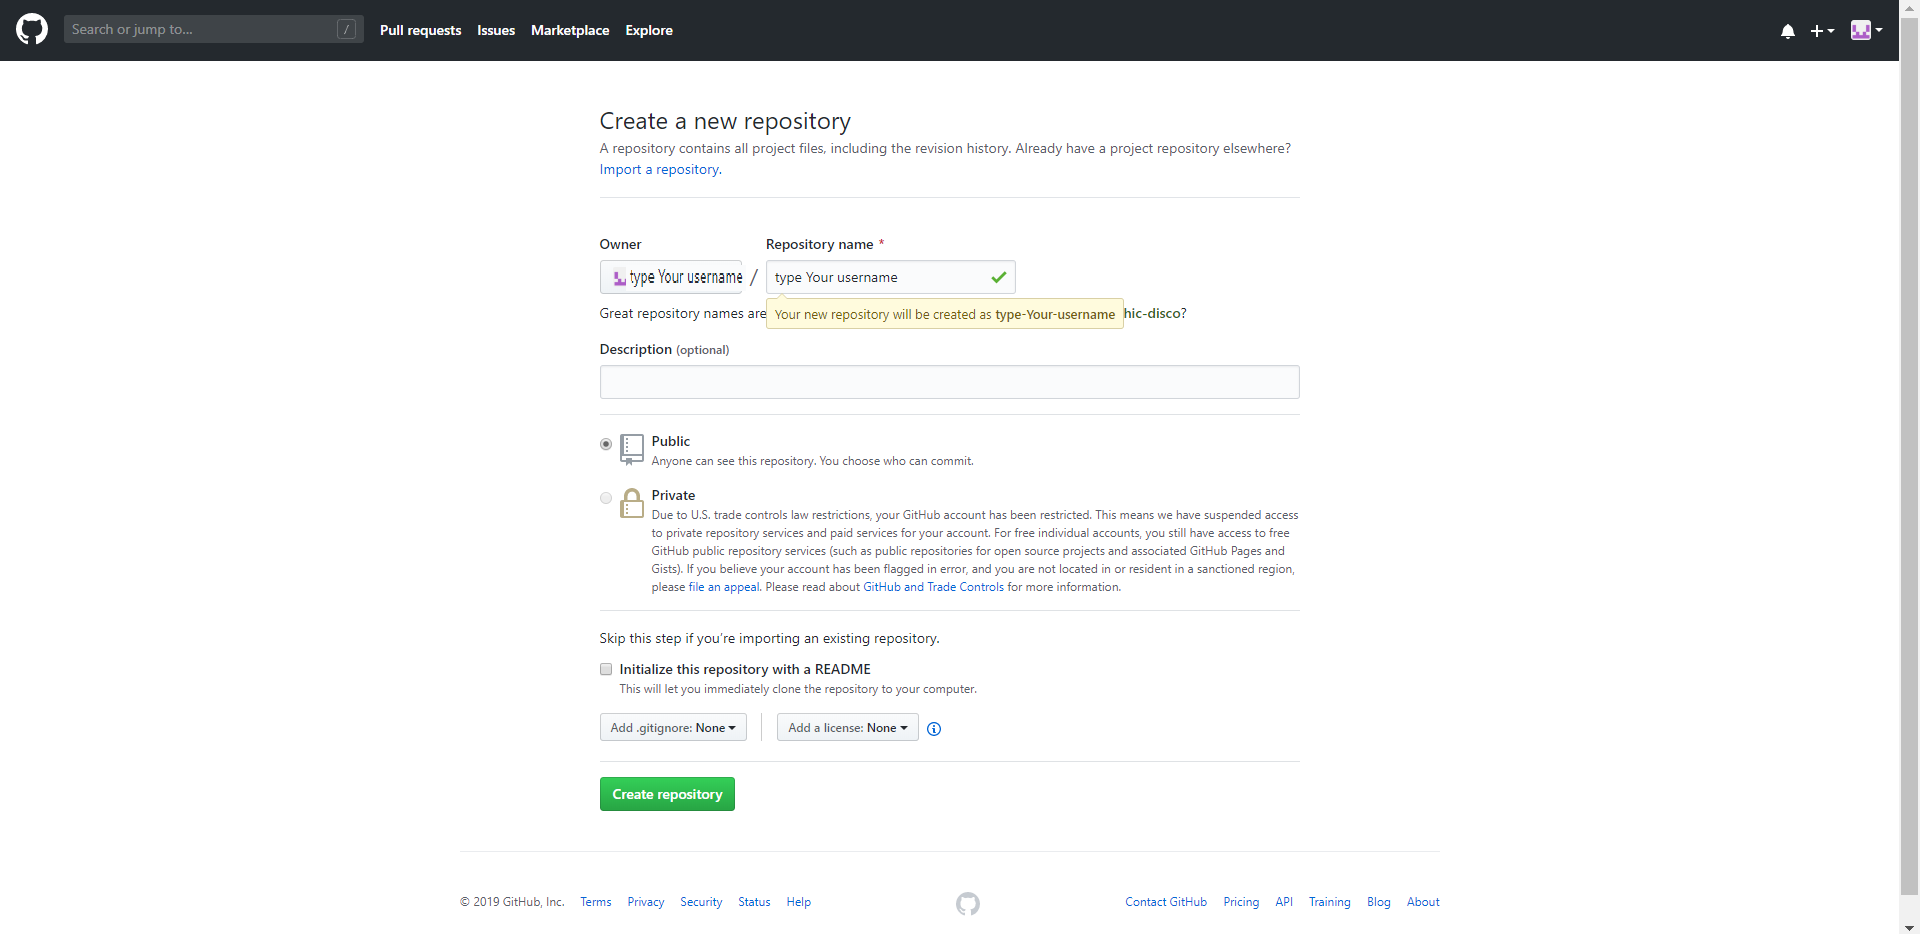 Search or jump to... /
Pull requests Issues Marketplace Explore
Create a new repository
A repository contains all project files, including the revision history. Already have a project repository elsewhere?
Import a repository.
Owner Repository name *
type Your username / type Your username
Great repository names are hic-disco?
Your new repository will be created as type-Your-username
Description (optional)
Public
Anyone can see this repository. You choose who can commit.
Private
Due to U.S. trade controls law restrictions, your GitHub account has been restricted. This means we have suspended access
to private repository services and paid services for your account. For free individual accounts, you still have access to free
GitHub public repository services (such as public repositories for open source projects and associated GitHub Pages and
Gists). If you believe your account has been flagged in error, and you are not located in or resident in a sanctioned region,
please file an appeal. Please read about GitHub and Trade Controls for more information.
Skip this step if you’re importing an existing repository.
Initialize this repository with a README
This will let you immediately clone the repository to your computer.
Add .gitignore: None Add a license: None
Create repository
© 2019 GitHub, Inc. Terms Privacy Security Status Help Contact GitHub Pricing API Training Blog About